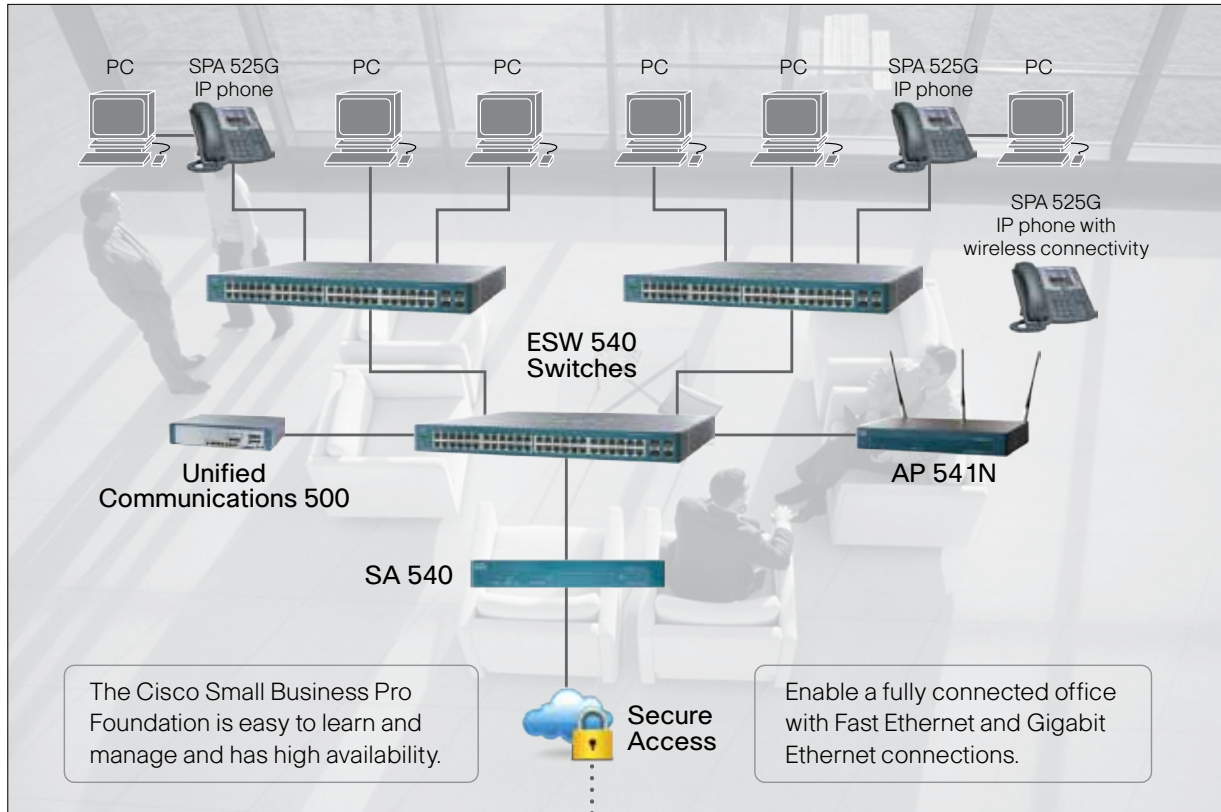 PC
SPA 525G
IP phone
PC
PC
PC
PC
SPA 525G
IP phone
PC
SPA 525G
IP phone with
wireless connectivity
ESW 540
Switches
Unified
Communications 500
AP 541N
SA 540
The Cisco Small Business Pro
Foundation is easy to learn and
manage and has high availability.
Secure
Access
Enable a fully connected office
with Fast Ethernet and Gigabit
Ethernet connections.